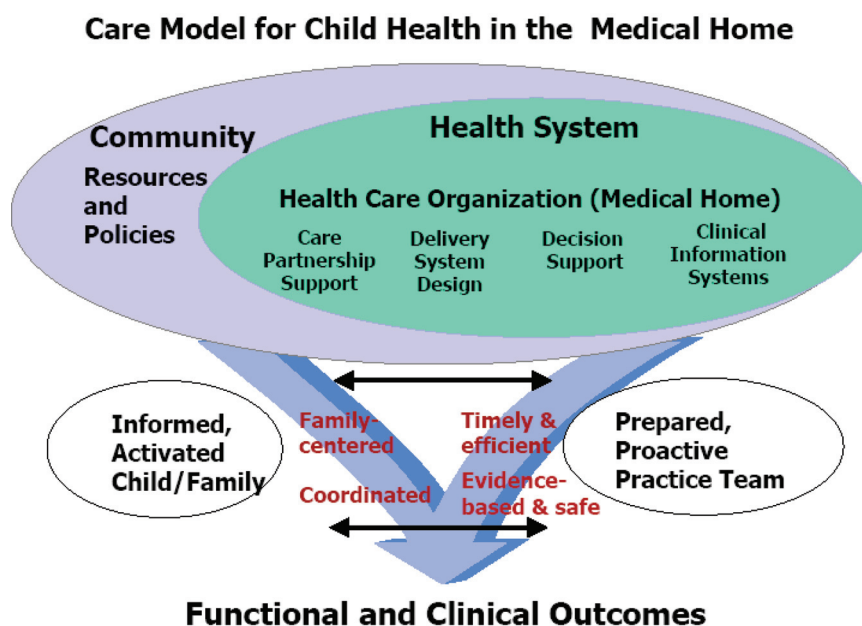 Care Model for Child Health in the Medical Home
Community
Resources
and
Policies
Health System
Health Care Organization (Medical Home)
Care
Partnership
Support
Delivery
System
Design
Decision
Support
Clinical
Information
Systems
Informed,
Activated
Child/Family
Family-
centered
Coordinated
Timely &
efficient
Evidence-
based & safe
Prepared,
Proactive
Practice Team
Functional and Clinical Outcomes